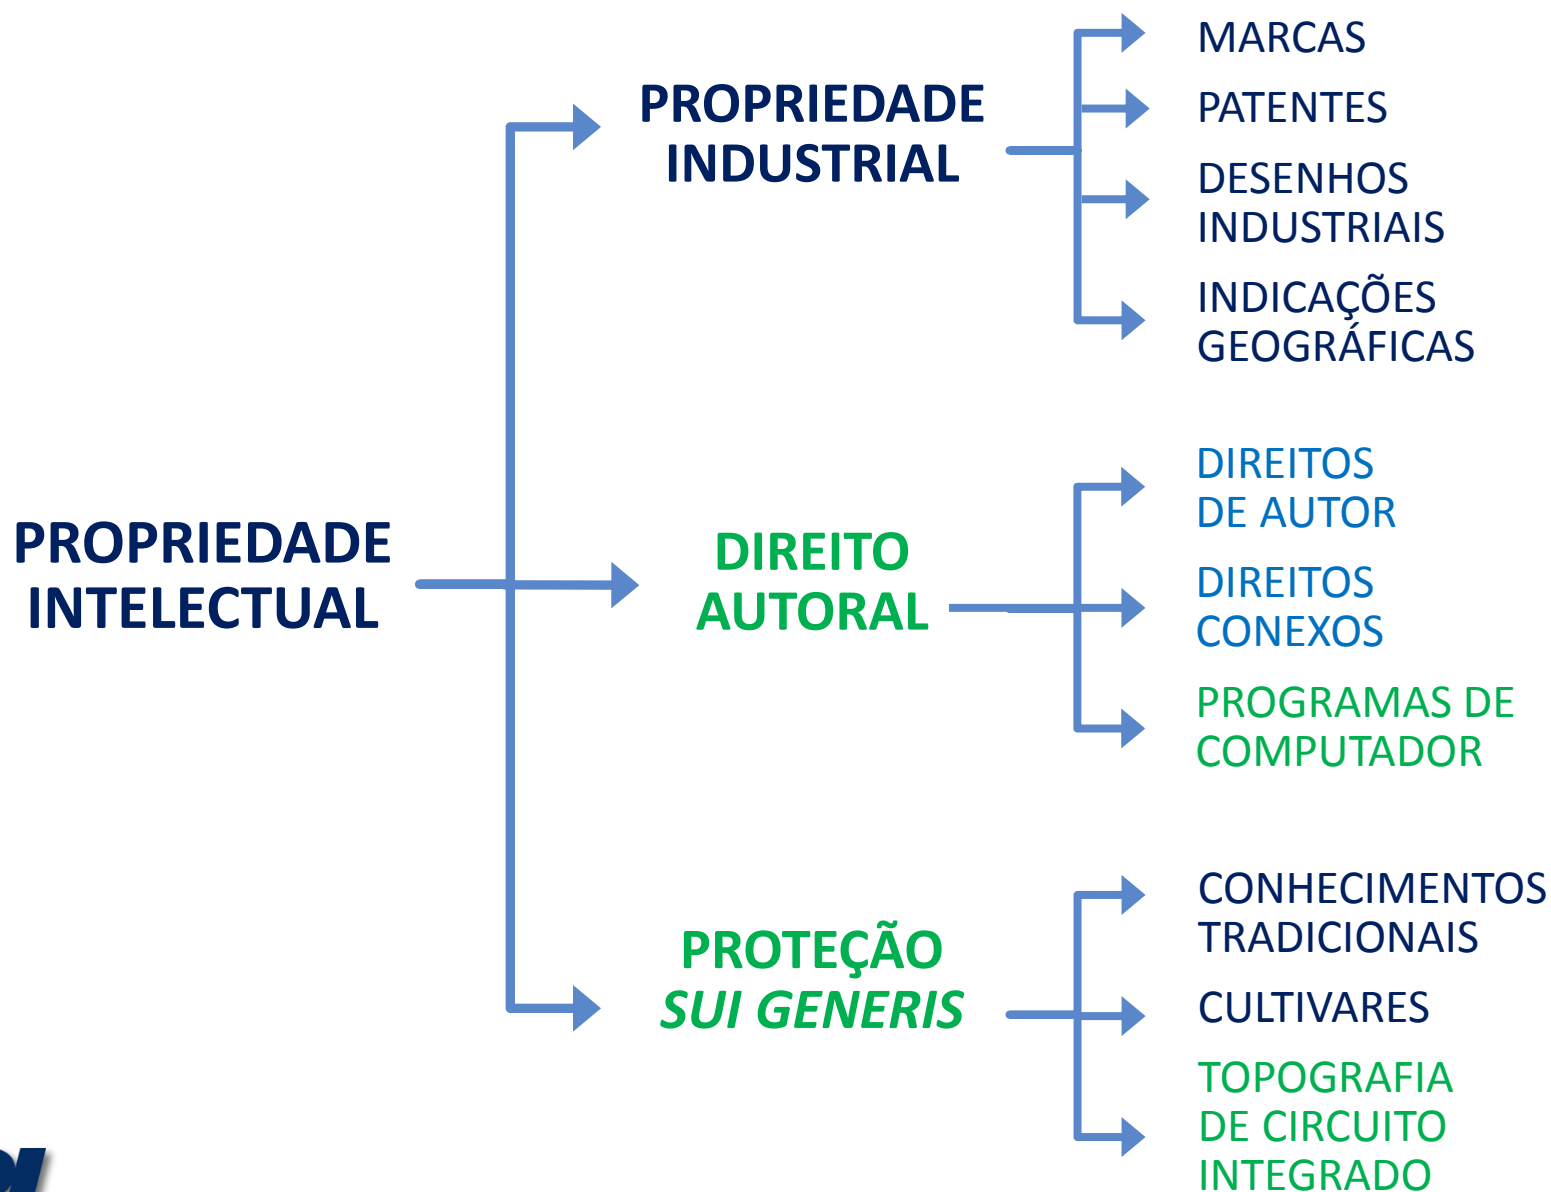 PROPRIEDADE
INTELECTUAL
PROPRIEDADE
INDUSTRIAL
MARCAS
PATENTES
DESENHOS
INDUSTRIAIS
INDICAÇÕES
GEOGRÁFICAS
DIREITO
AUTORAL
DIREITOS
DE AUTOR
DIREITOS
CONEXOS
PROGRAMAS DE
COMPUTADOR
PROTEÇÃO
SUI GENERIS
CONHECIMENTOS
TRADICIONAIS
CULTIVARES
TOPOGRAFIA
DE CIRCUITO
INTEGRADO